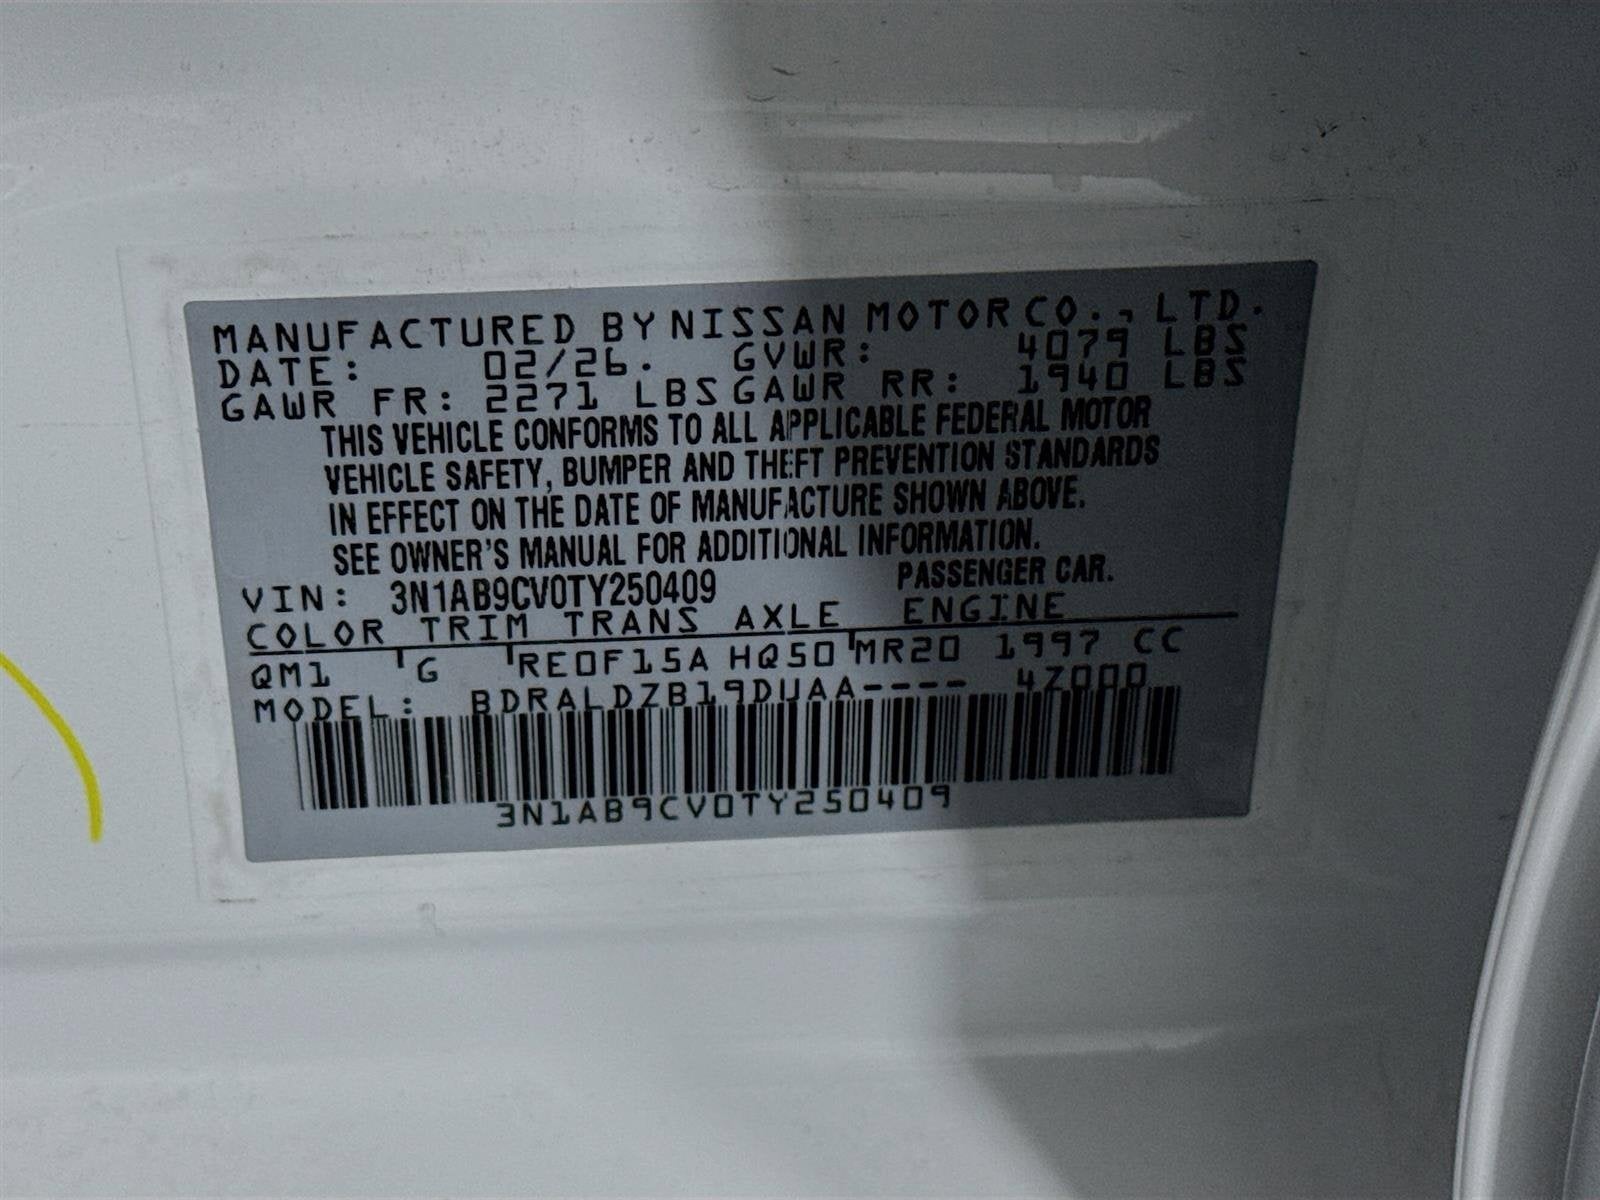 MANUFACTURED BY NISSAN MOTOR CO., LTD.
DATE: 02/26. GVWR: 4079 LBS
GAWR FR: 2271 LBS GAWR RR: 1940 LBS
THIS VEHICLE CONFORMS TO ALL APPLICABLE FEDERAL MOTOR
VEHICLE SAFETY, BUMPER AND THEFT PREVENTION STANDARDS
IN EFFECT ON THE DATE OF MANUFACTURE SHOWN ABOVE.
SEE OWNER'S MANUAL FOR ADDITIONAL INFORMATION.
PASSENGER CAR.
VIN: 3N1AB9CV0TY250409
COLOR TRIM TRANS AXLE ENGINE
QM1 G RE0F15A HQ50 MR20 1997 CC
MODEL: BDRALDZB19DUAA---- 4Z000
3N1AB9CV0TY250409